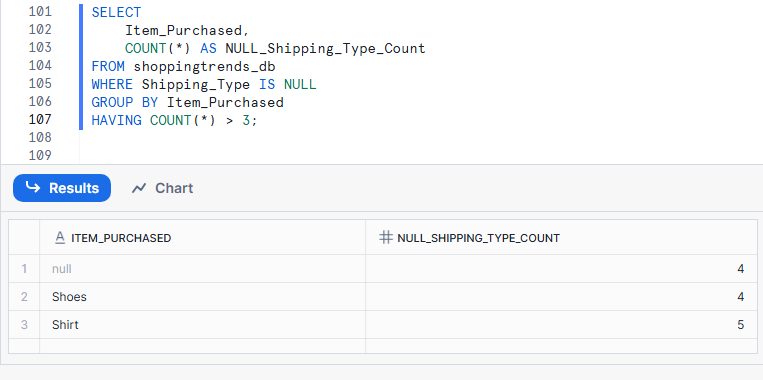 101 SELECT
102 Item_Purchased,
103 COUNT(*) AS NULL_Shipping_Type_Count
104 FROM shoppingtrends_db
105 WHERE Shipping_Type IS NULL
106 GROUP BY Item_Purchased
107 HAVING COUNT(*) > 3;
108
109
Results Chart
A ITEM_PURCHASED # NULL_SHIPPING_TYPE_COUNT
1 null 4
2 Shoes 4
3 Shirt 5